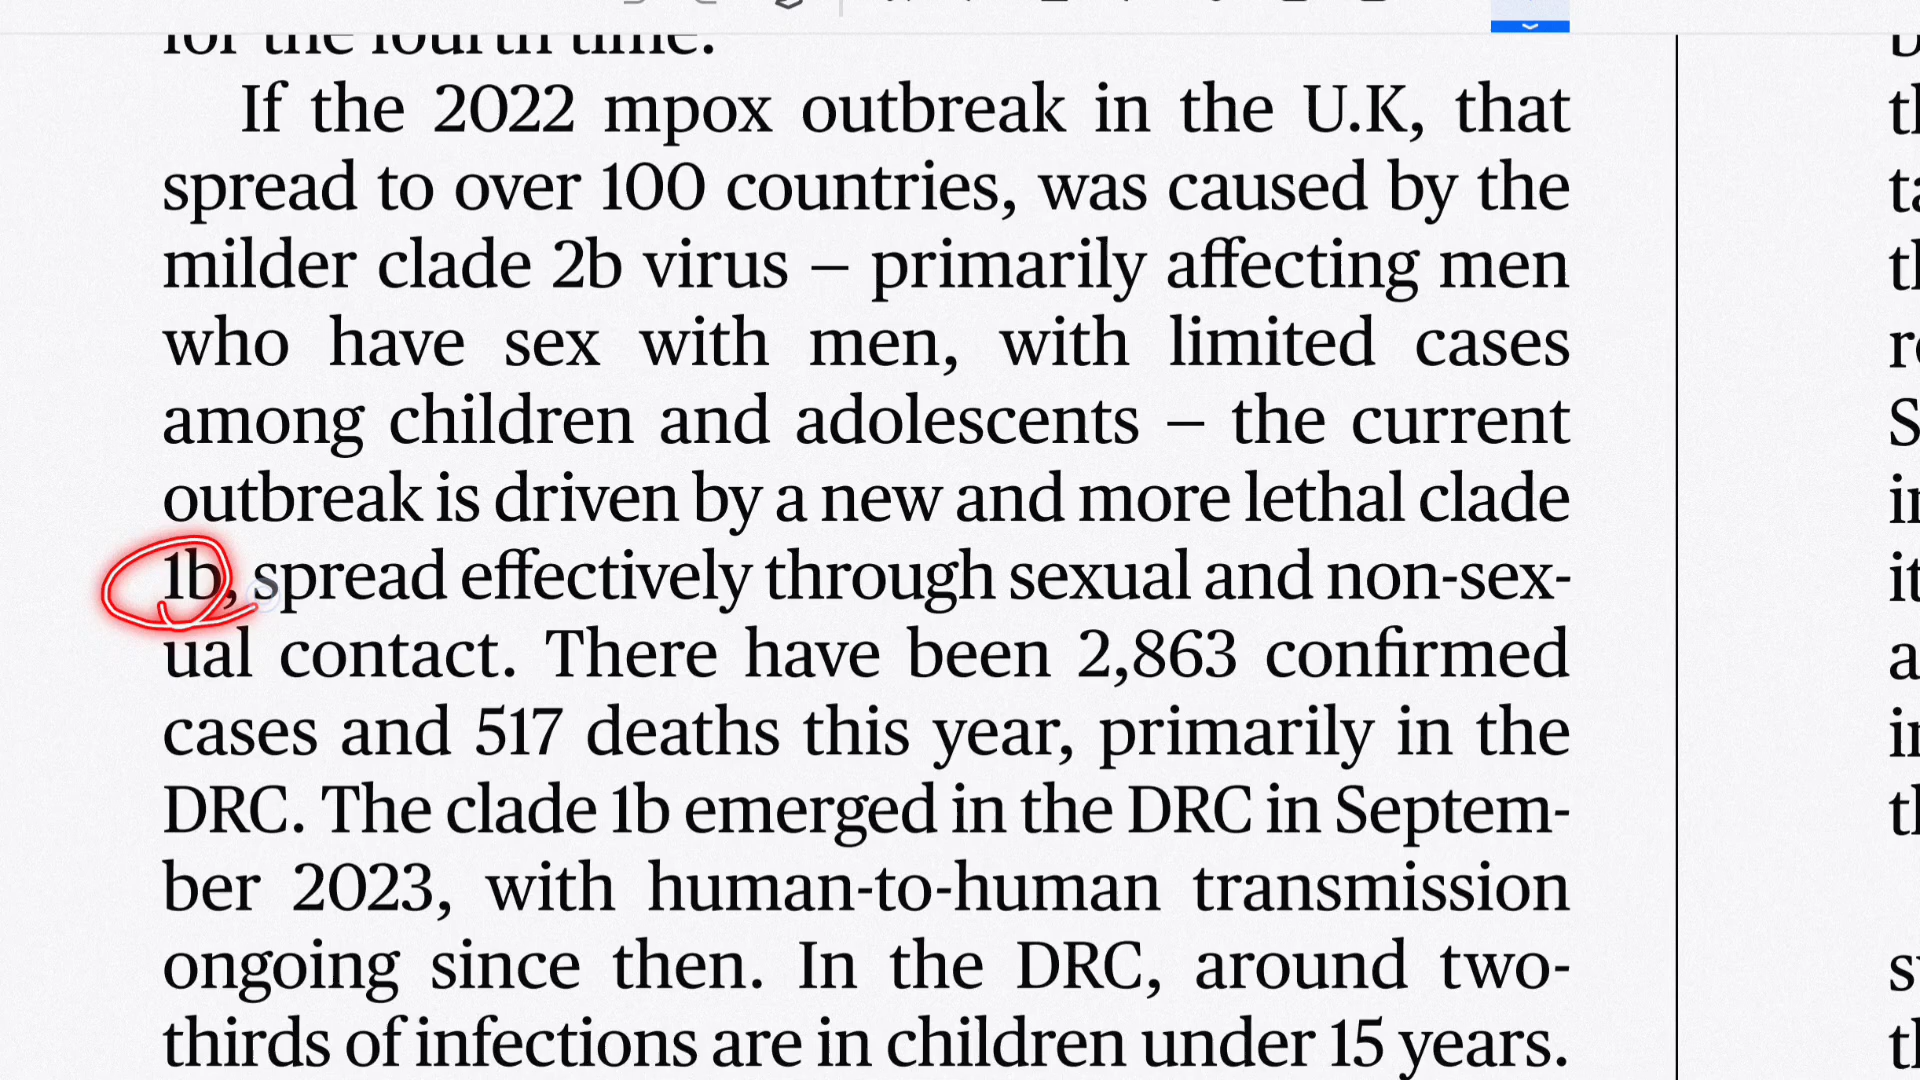 for the fourth time.
If the 2022 mpox outbreak in the U.K, that
spread to over 100 countries, was caused by the
milder clade 2b virus – primarily affecting men
who have sex with men, with limited cases
among children and adolescents – the current
outbreak is driven by a new and more lethal clade
1b, spread effectively through sexual and non-sex-
ual contact. There have been 2,863 confirmed
cases and 517 deaths this year, primarily in the
DRC. The clade 1b emerged in the DRC in Septem-
ber 2023, with human-to-human transmission
ongoing since then. In the DRC, around two-
thirds of infections are in children under 15 years.